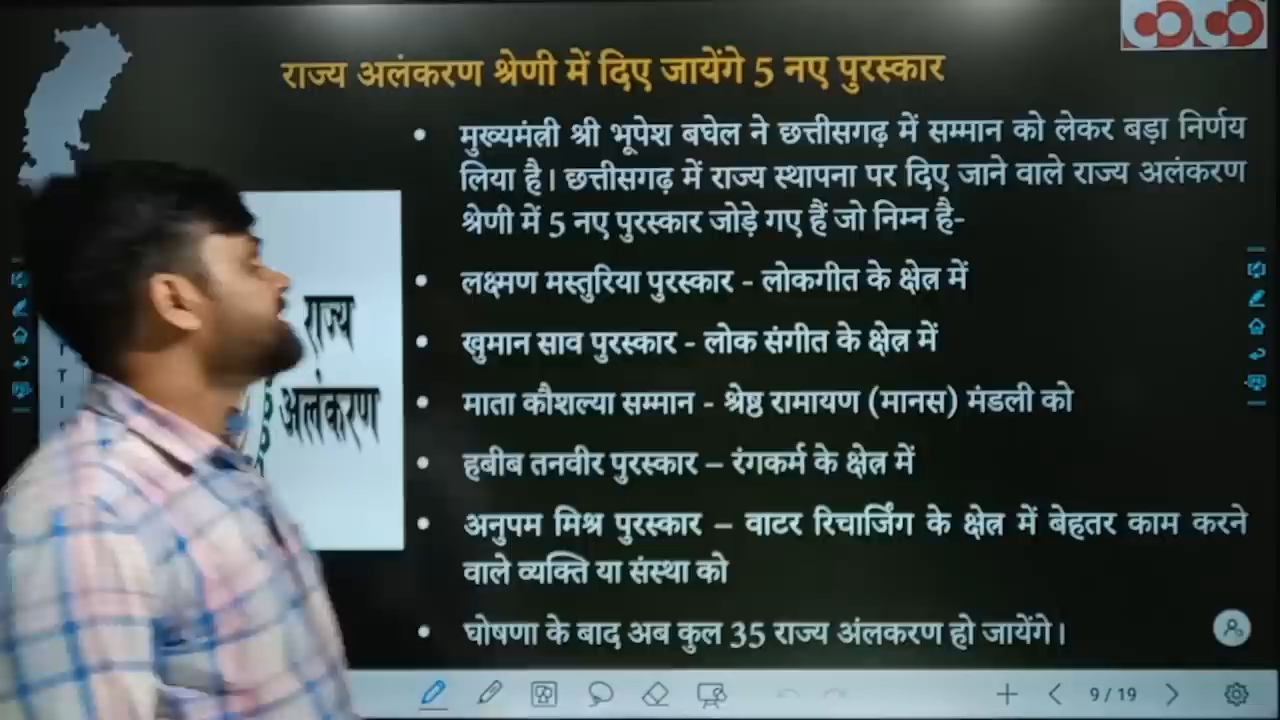 राज्य अलंकरण श्रेणी में दिए जायेंगे 5 नए पुरस्कार
• मुख्यमंत्री श्री भूपेश बघेल ने छत्तीसगढ़ में सम्मान को लेकर बड़ा निर्णय
लिया है। छत्तीसगढ़ में राज्य स्थापना पर दिए जाने वाले राज्य अलंकरण
श्रेणी में 5 नए पुरस्कार जोड़े गए हैं जो निम्न है-
• लक्ष्मण मस्तुरिया पुरस्कार - लोकगीत के क्षेत्र में
• खुमान साव पुरस्कार - लोक संगीत के क्षेत्र में
• माता कौशल्या सम्मान - श्रेष्ठ रामायण (मानस) मंडली को
• हबीब तनवीर पुरस्कार – रंगकर्म के क्षेत्र में
• अनुपम मिश्र पुरस्कार – वाटर रिचार्जिंग के क्षेत्र में बेहतर काम करने
वाले व्यक्ति या संस्था को
• घोषणा के बाद अब कुल 35 राज्य अंलकरण हो जायेंगे।
राज्य
अलंकरण
9 / 19